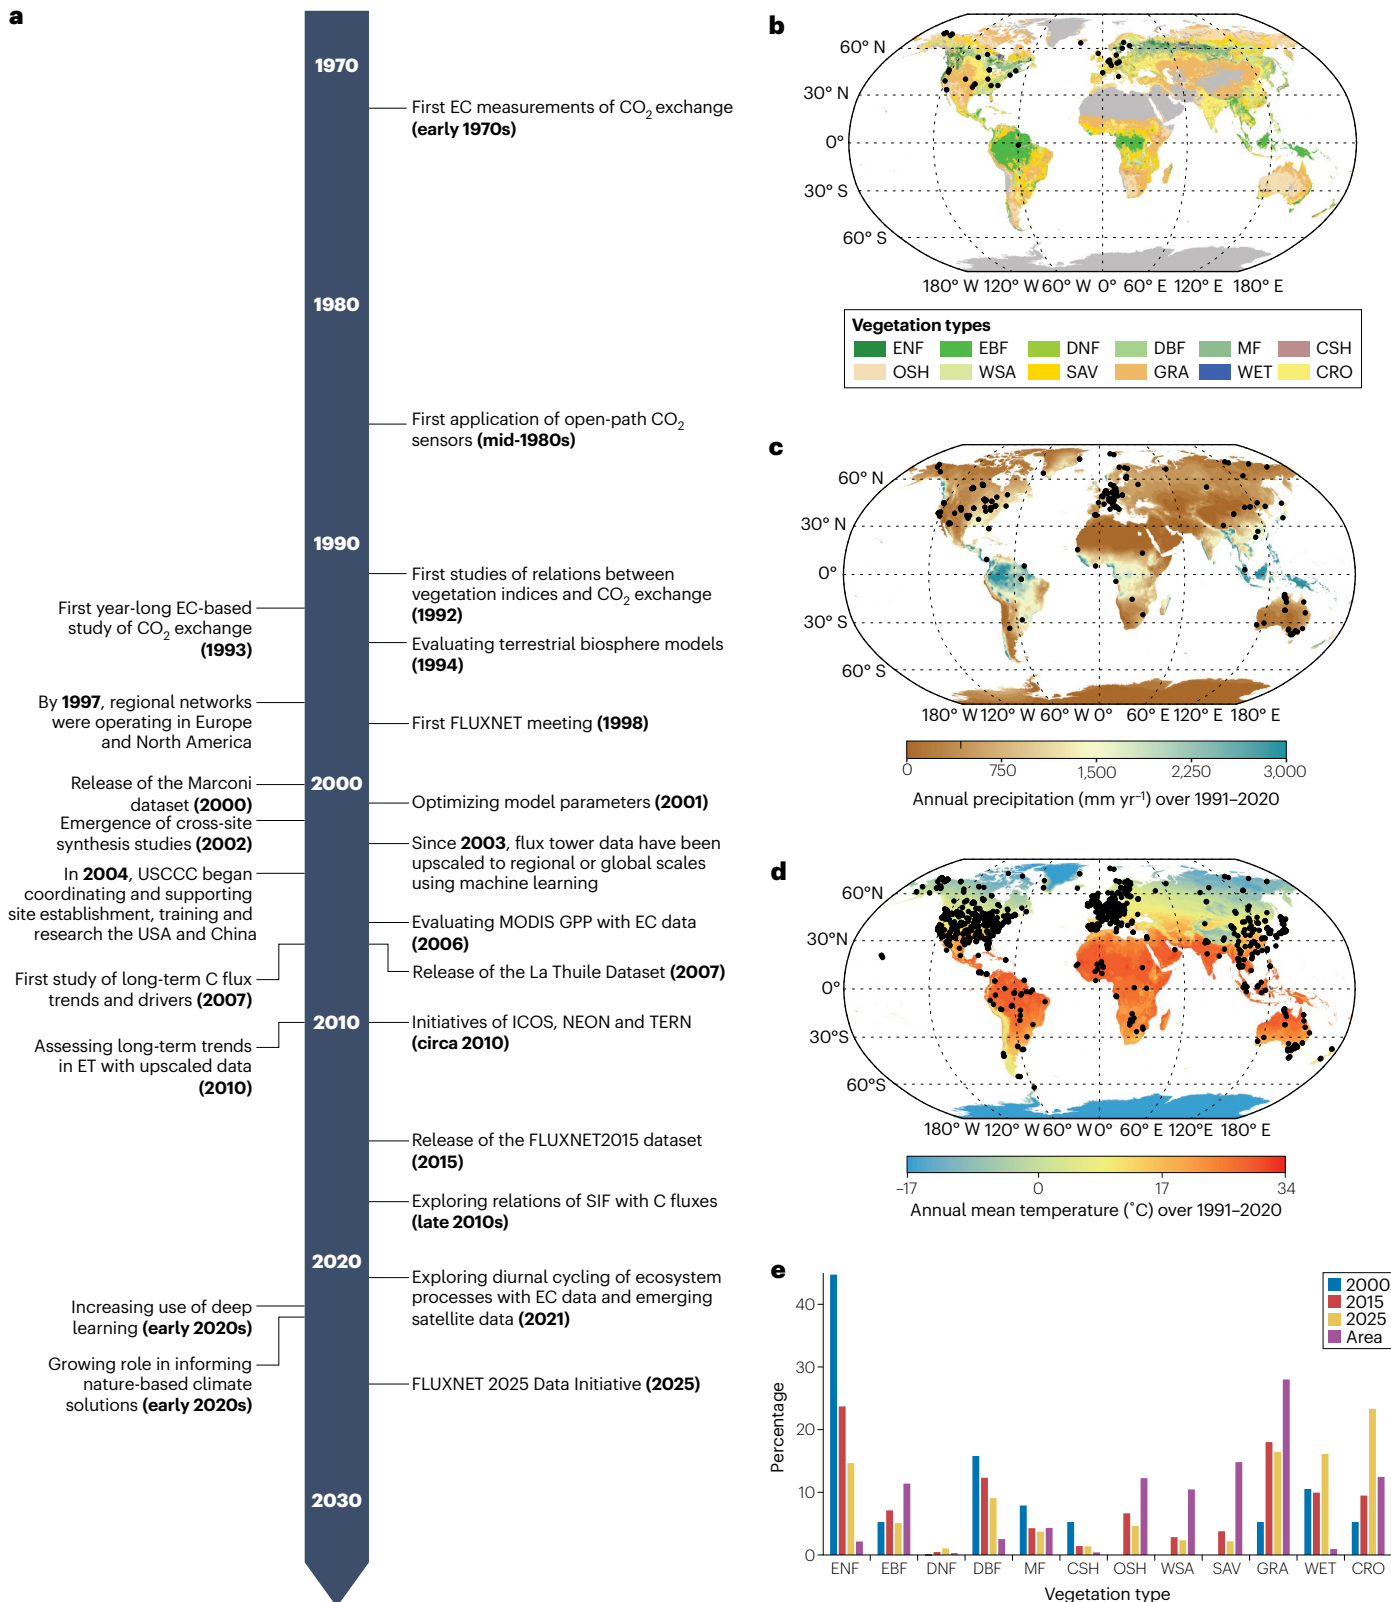 a
1970
First EC measurements of CO2 exchange
(early 1970s)
1980
First application of open-path CO2
sensors (mid-1980s)
1990
First studies of relations between
vegetation indices and CO2 exchange
(1992)
First year-long EC-based
study of CO2 exchange
(1993)
Evaluating terrestrial biosphere models
(1994)
By 1997, regional networks
were operating in Europe
and North America
First FLUXNET meeting (1998)
Release of the Marconi
dataset (2000)
2000
Optimizing model parameters (2001)
Emergence of cross-site
synthesis studies (2002)
Since 2003, flux tower data have been
upscaled to regional or global scales
using machine learning
In 2004, USCCC began
coordinating and supporting
site establishment, training and
research the USA and China
Evaluating MODIS GPP with EC data
(2006)
Release of the La Thuile Dataset (2007)
First study of long-term C flux
trends and drivers (2007)
2010
Initiatives of ICOS, NEON and TERN
(circa 2010)
Assessing long-term trends
in ET with upscaled data
(2010)
Release of the FLUXNET2015 dataset
(2015)
Exploring relations of SIF with C fluxes
(late 2010s)
2020
Exploring diurnal cycling of ecosystem
processes with EC data and emerging
satellite data (2021)
Increasing use of deep
learning (early 2020s)
Growing role in informing
nature-based climate
solutions (early 2020s)
FLUXNET 2025 Data Initiative (2025)
2030
b
60° N
30° N
0°
30° S
60° S
180° W 120° W 60° W 0° 60° E 120° E 180° E
Vegetation types
ENF EBF DNF DBF MF CSH
OSH WSA SAV GRA WET CRO
c
60° N
30° N
0°
30° S
60° S
180° W 120° W 60° W 0° 60° E 120° E 180° E
0 750 1,500 2,250 3,000
Annual precipitation (mm yr−1) over 1991–2020
d
60°N
30°N
0°
30°S
60°S
180° W 120° W 60° W 0° 60° E 120°E 180° E
−17 0 17 34
Annual mean temperature (°C) over 1991–2020
e
2000
2015
2025
Area
Percentage
40
30
20
10
0
ENF EBF DNF DBF MF CSH OSH WSA SAV GRA WET CRO
Vegetation type